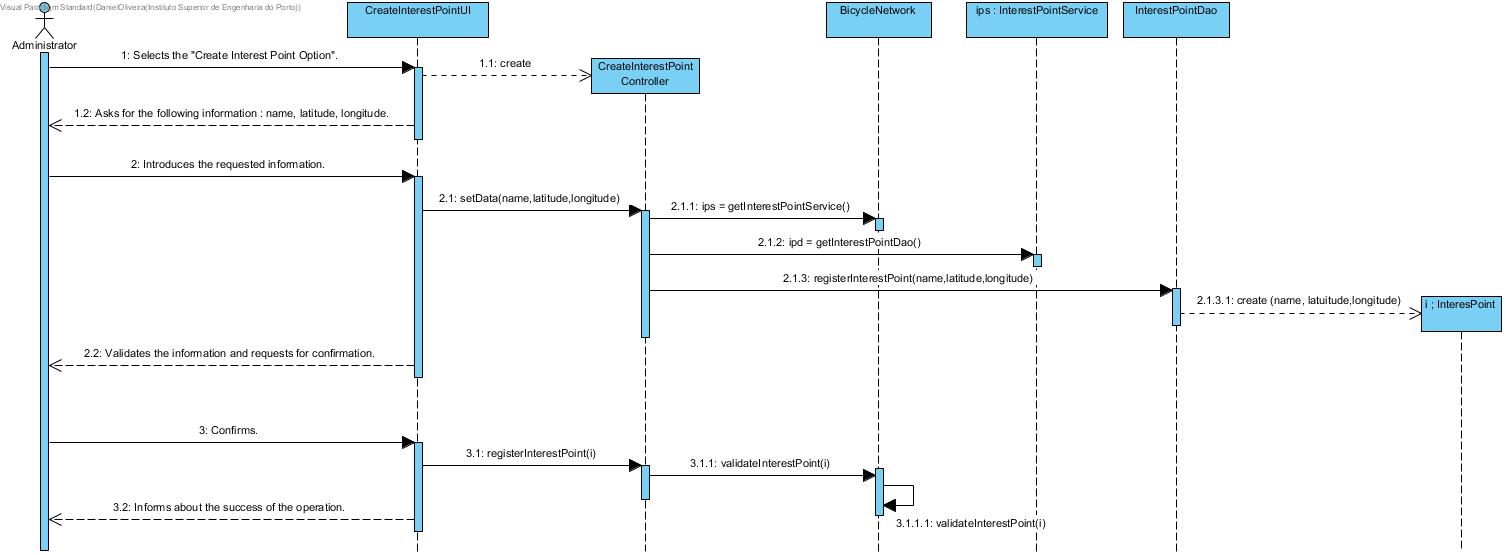 Visual Paradigm Standard(DanielOliveira(Instituto Superior de Engenharia do Porto))
CreateInterestPointUI
BicycleNetwork
ips : InterestPointService
InterestPointDao
Administrator
1: Selects the "Create Interest Point Option".
1.1: create
CreateInterestPoint
Controller
1.2: Asks for the following information : name, latitude, longitude.
2: Introduces the requested information.
2.1: setData(name,latitude,longitude)
2.1.1: ips = getInterestPointService()
2.1.2: ipd = getInterestPointDao()
2.1.3: registerInterestPoint(name,latitude,longitude)
2.1.3.1: create (name, latuitude,longitude)
i ; InteresPoint
2.2: Validates the information and requests for confirmation.
3: Confirms.
3.1: registerInterestPoint(i)
3.1.1: validateInterestPoint(i)
3.2: Informs about the success of the operation.
3.1.1.1: validateInterestPoint(i)